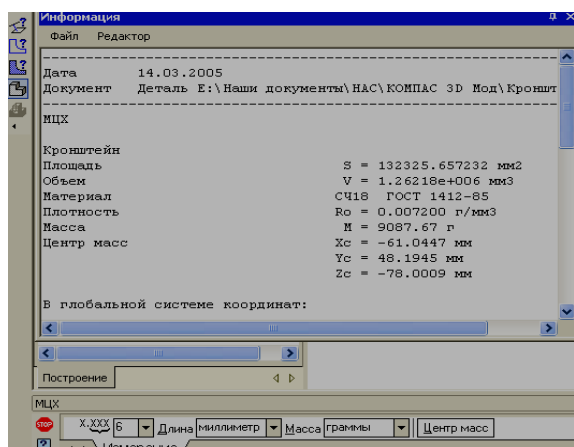 Информация
Файл Редактор
Дата 14.03.2005
Документ Деталь E:\Наши документы\НАС\КОМПАС 3D Мод\Кроншт
МЦХ
Кронштейн
Площадь S = 132325.657232 мм2
Объем V = 1.26218e+006 мм3
Материал СЧ18 ГОСТ 1412-85
Плотность Ro = 0.007200 г/мм3
Масса M = 9087.67 г
Центр масс Xc = -61.0447 мм
Yc = 48.1945 мм
Zc = -78.0009 мм
В глобальной системе координат:
Построение
МЦХ
STOP X.XXX 6 Длина миллиметр Масса граммы Центр масс